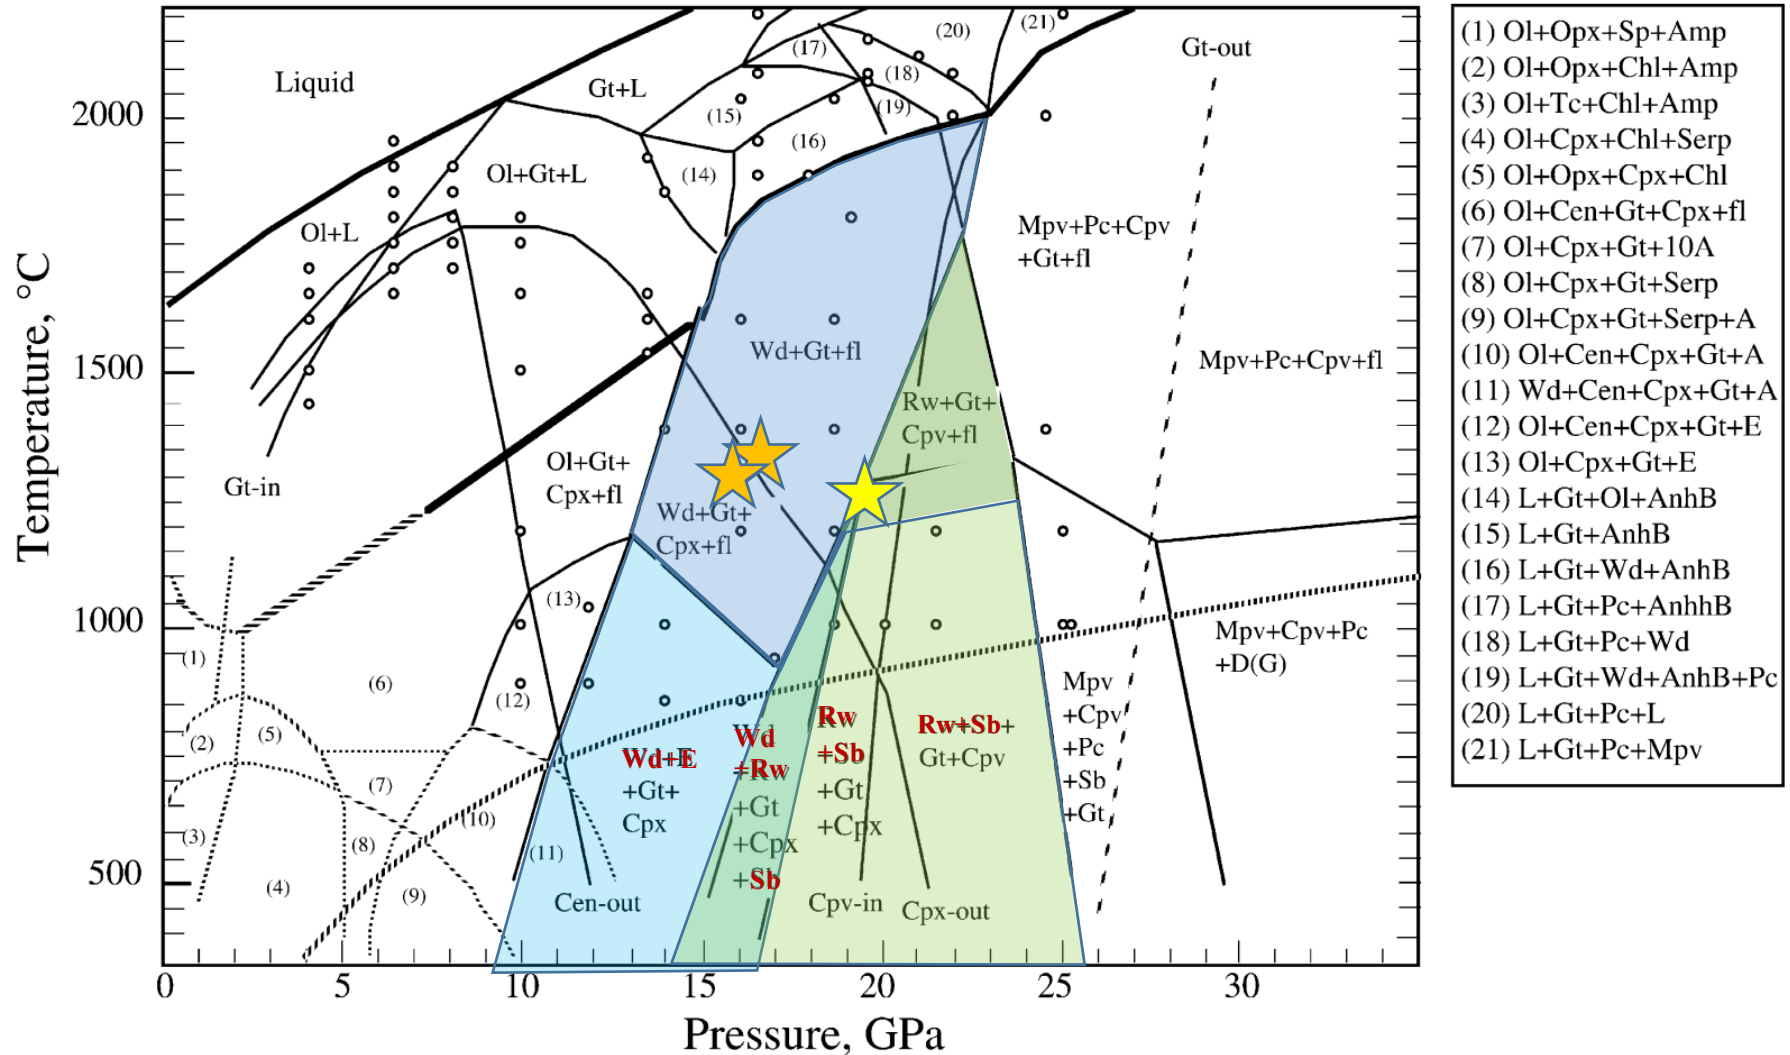 Liquid
Gt+L
Ol+Gt+L
Ol+L
Gt-in
(17)
(20)
(21)
(18)
(19)
(15)
(16)
(14)
Gt-out
Mpv+Pc+Cpv
+Gt+fl
Mpv+Pc+Cpv+fl
Wd+Gt+fl
Rw+Gt+
Cpv+fl
Ol+Gt+
Cpx+fl
Wd+Gt+
Cpx+fl
(13)
(12)
(1)
(6)
(2)
(5)
(7)
(3)
(8)
(10)
(4)
(9)
(11)
Wd+E
+Gt+
Cpx
Wd
+Rw
+Gt
+Cpx
+Sb
Rw
+Sb
+Gt
+Cpx
Rw+Sb+
Gt+Cpv
Mpv
+Cpv
+Pc
+Sb
+Gt
Mpv+Cpv+Pc
+D(G)
Cen-out
Cpv-in
Cpx-out
2000
1500
1000
500
Temperature, °C
0
5
10
15
20
25
30
Pressure, GPa
(1) Ol+Opx+Sp+Amp
(2) Ol+Opx+Chl+Amp
(3) Ol+Tc+Chl+Amp
(4) Ol+Cpx+Chl+Serp
(5) Ol+Opx+Cpx+Chl
(6) Ol+Cen+Gt+Cpx+fl
(7) Ol+Cpx+Gt+10A
(8) Ol+Cpx+Gt+Serp
(9) Ol+Cpx+Gt+Serp+A
(10) Ol+Cen+Cpx+Gt+A
(11) Wd+Cen+Cpx+Gt+A
(12) Ol+Cen+Cpx+Gt+E
(13) Ol+Cpx+Gt+E
(14) L+Gt+Ol+AnhB
(15) L+Gt+AnhB
(16) L+Gt+Wd+AnhB
(17) L+Gt+Pc+AnhhB
(18) L+Gt+Pc+Wd
(19) L+Gt+Wd+AnhB+Pc
(20) L+Gt+Pc+L
(21) L+Gt+Pc+Mpv